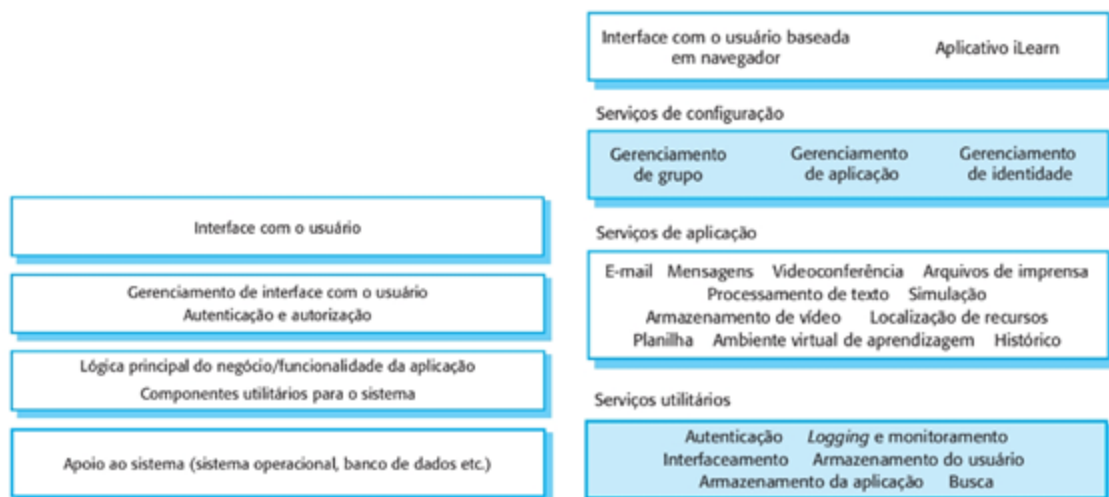 Interface com o usuário
Gerenciamento de interface com o usuário
Autenticação e autorização
Lógica principal do negócio/funcionalidade da aplicação
Componentes utilitários para o sistema
Apoio ao sistema (sistema operacional, banco de dados etc.)
Interface com o usuário baseada
em navegador
Aplicativo iLearn
Serviços de configuração
Gerenciamento
de grupo
Gerenciamento
de aplicação
Gerenciamento
de identidade
Serviços de aplicação
E-mail Mensagens Videoconferência Arquivos de imprensa
Processamento de texto Simulação
Armazenamento de vídeo Localização de recursos
Planilha Ambiente virtual de aprendizagem Histórico
Serviços utilitários
Autenticação Logging e monitoramento
Interfaceamento Armazenamento do usuário
Armazenamento da aplicação Busca